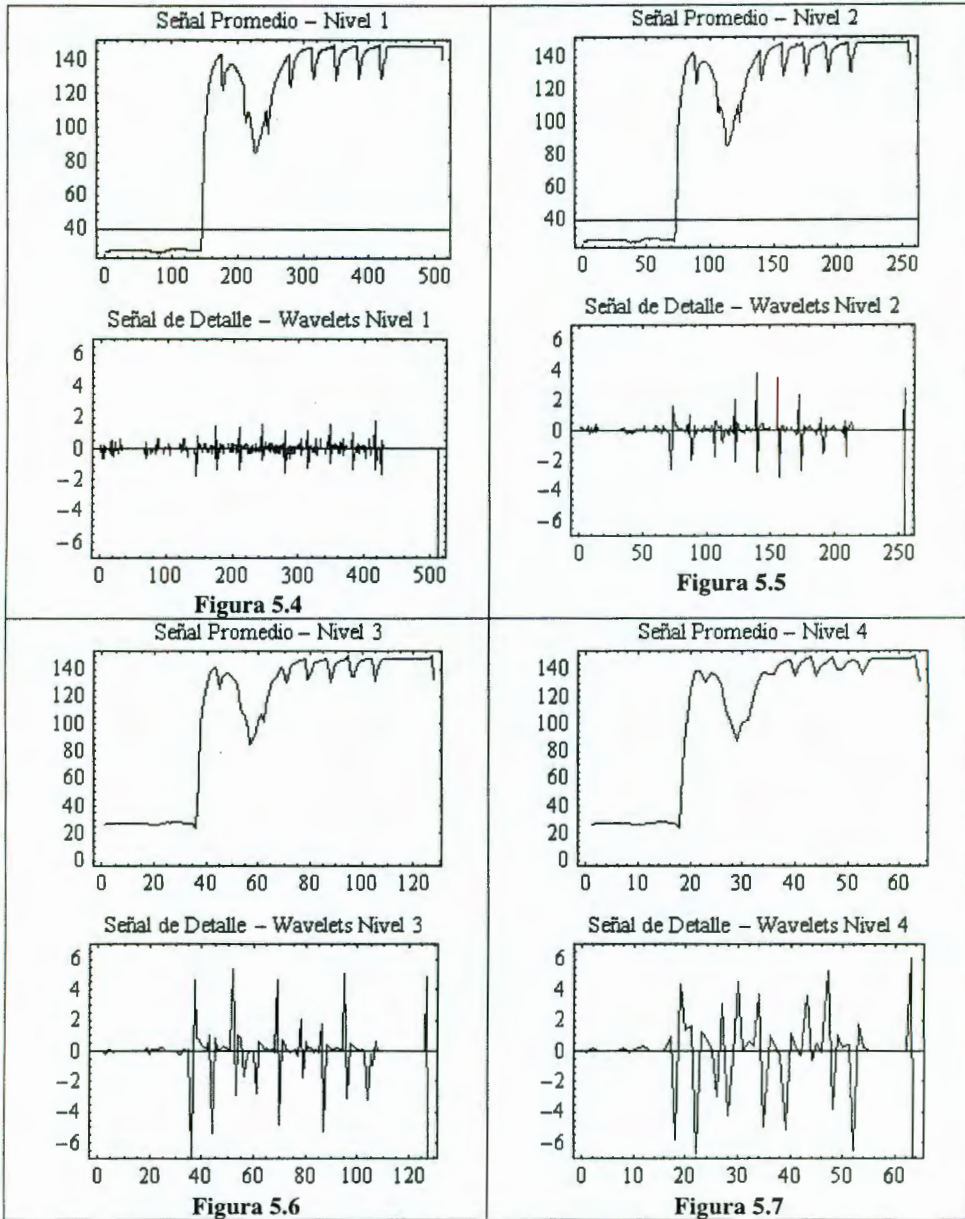 Señal Promedio – Nivel 1
140
120
100
80
60
40
0 100 200 300 400 500
Señal de Detalle – Wavelets Nivel 1
6
4
2
0
−2
−4
−6
0 100 200 300 400 500
Figura 5.4
Señal Promedio – Nivel 2
140
120
100
80
60
40
0 50 100 150 200 250
Señal de Detalle – Wavelets Nivel 2
6
4
2
0
−2
−4
−6
0 50 100 150 200 250
Figura 5.5
Señal Promedio – Nivel 3
140
120
100
80
60
40
20
0
0 20 40 60 80 100 120
Señal de Detalle – Wavelets Nivel 3
6
4
2
0
−2
−4
−6
0 20 40 60 80 100 120
Figura 5.6
Señal Promedio – Nivel 4
140
120
100
80
60
40
20
0
0 10 20 30 40 50 60
Señal de Detalle – Wavelets Nivel 4
6
4
2
0
−2
−4
−6
0 10 20 30 40 50 60
Figura 5.7